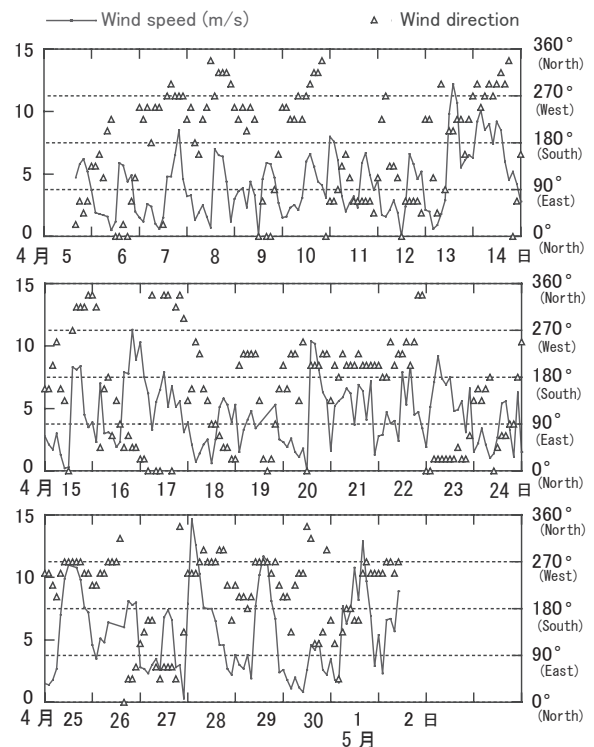 Wind speed (m/s) Wind direction
15 360° (North)
10 270° (West)
180° (South)
5 90° (East)
0 0° (North)
4 月 5 6 7 8 9 10 11 12 13 14 日
15 360° (North)
10 270° (West)
180° (South)
5 90° (East)
0 0° (North)
4 月 15 16 17 18 19 20 21 22 23 24 日
15 360° (North)
10 270° (West)
180° (South)
5 90° (East)
0 0° (North)
4 月 25 26 27 28 29 30 1 2 日
5 月